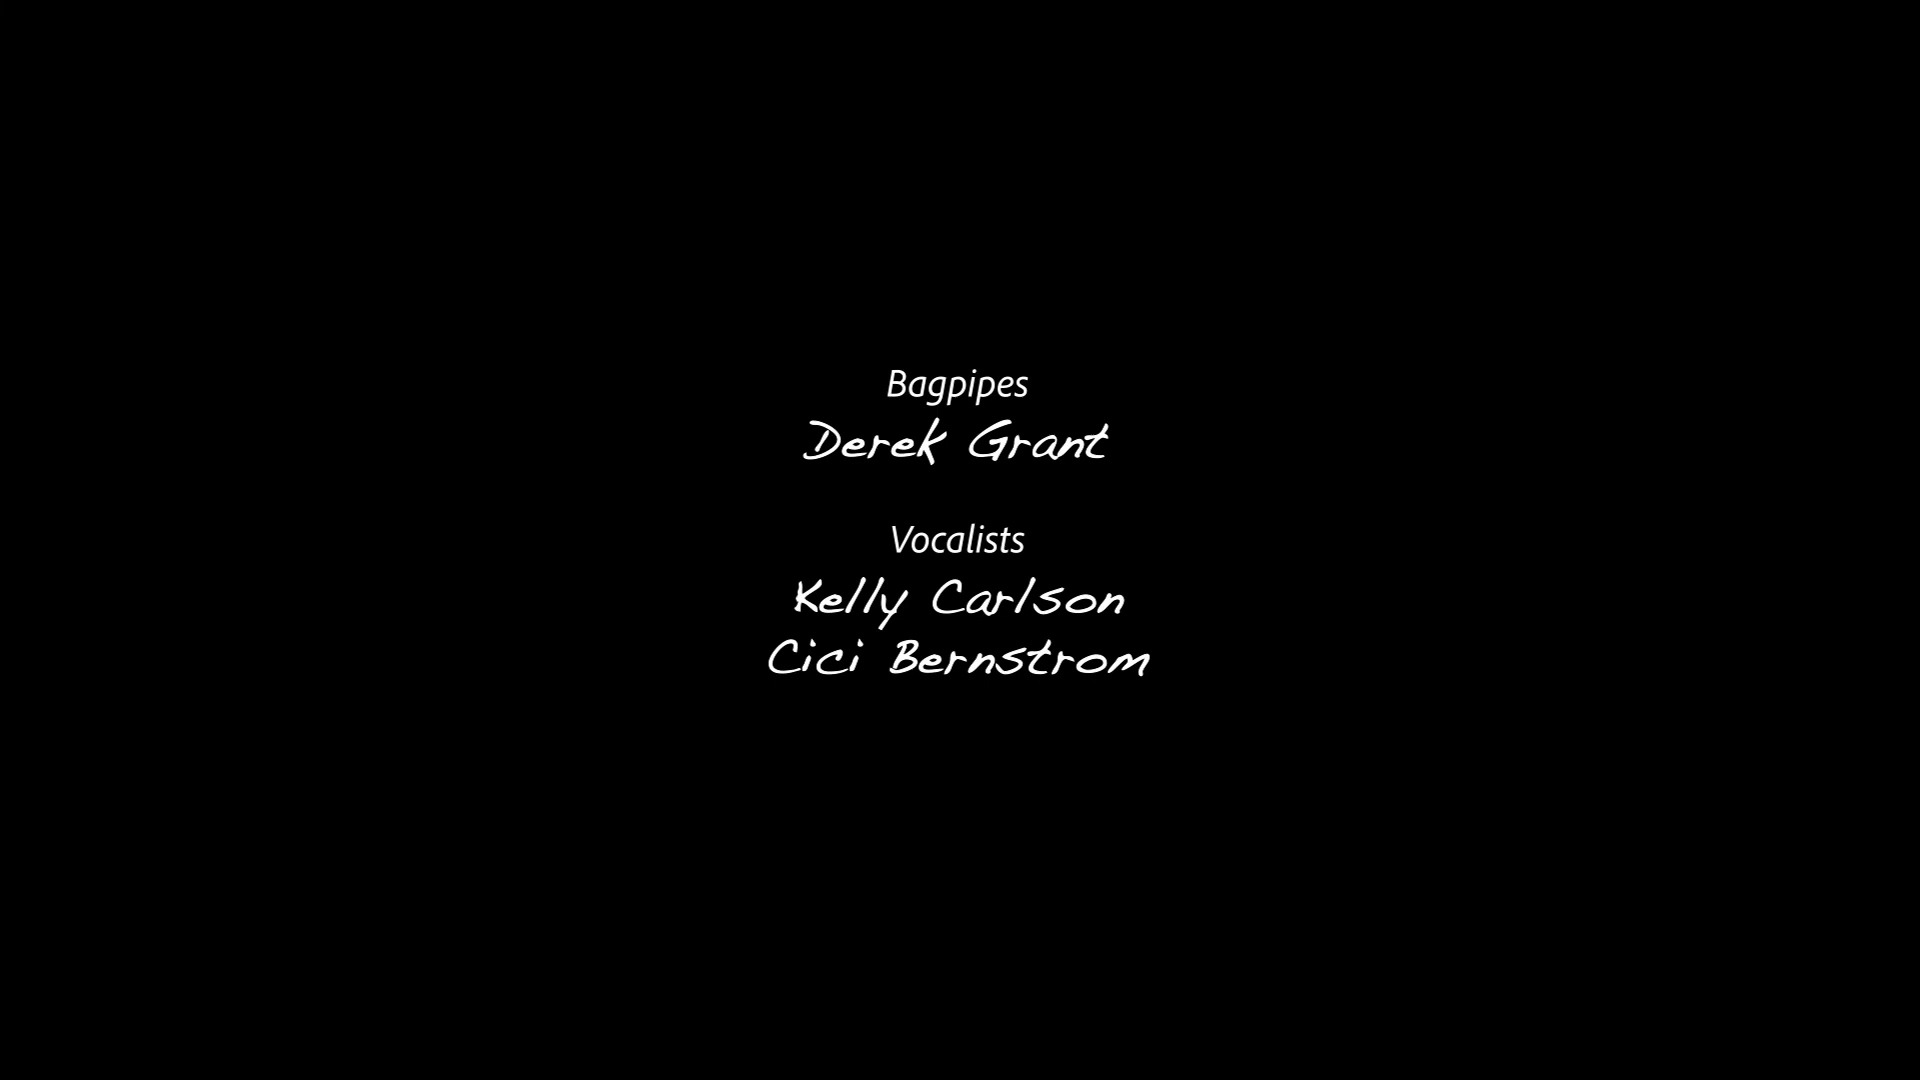 Bagpipes
Derek Grant
Vocalists
Kelly Carlson
Cici Bernstrom